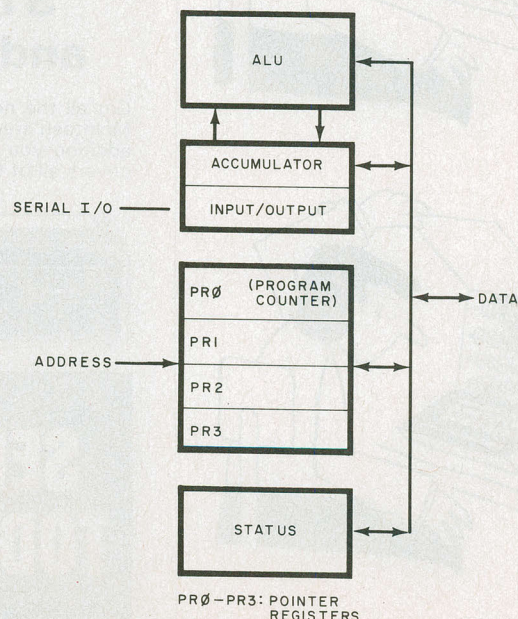 ALU
ACCUMULATOR
SERIAL I/O
INPUT/OUTPUT
PRØ (PROGRAM
COUNTER)
DATA
PR1
ADDRESS
PR2
PR3
STATUS
PRØ-PR3: POINTER
REGISTERS